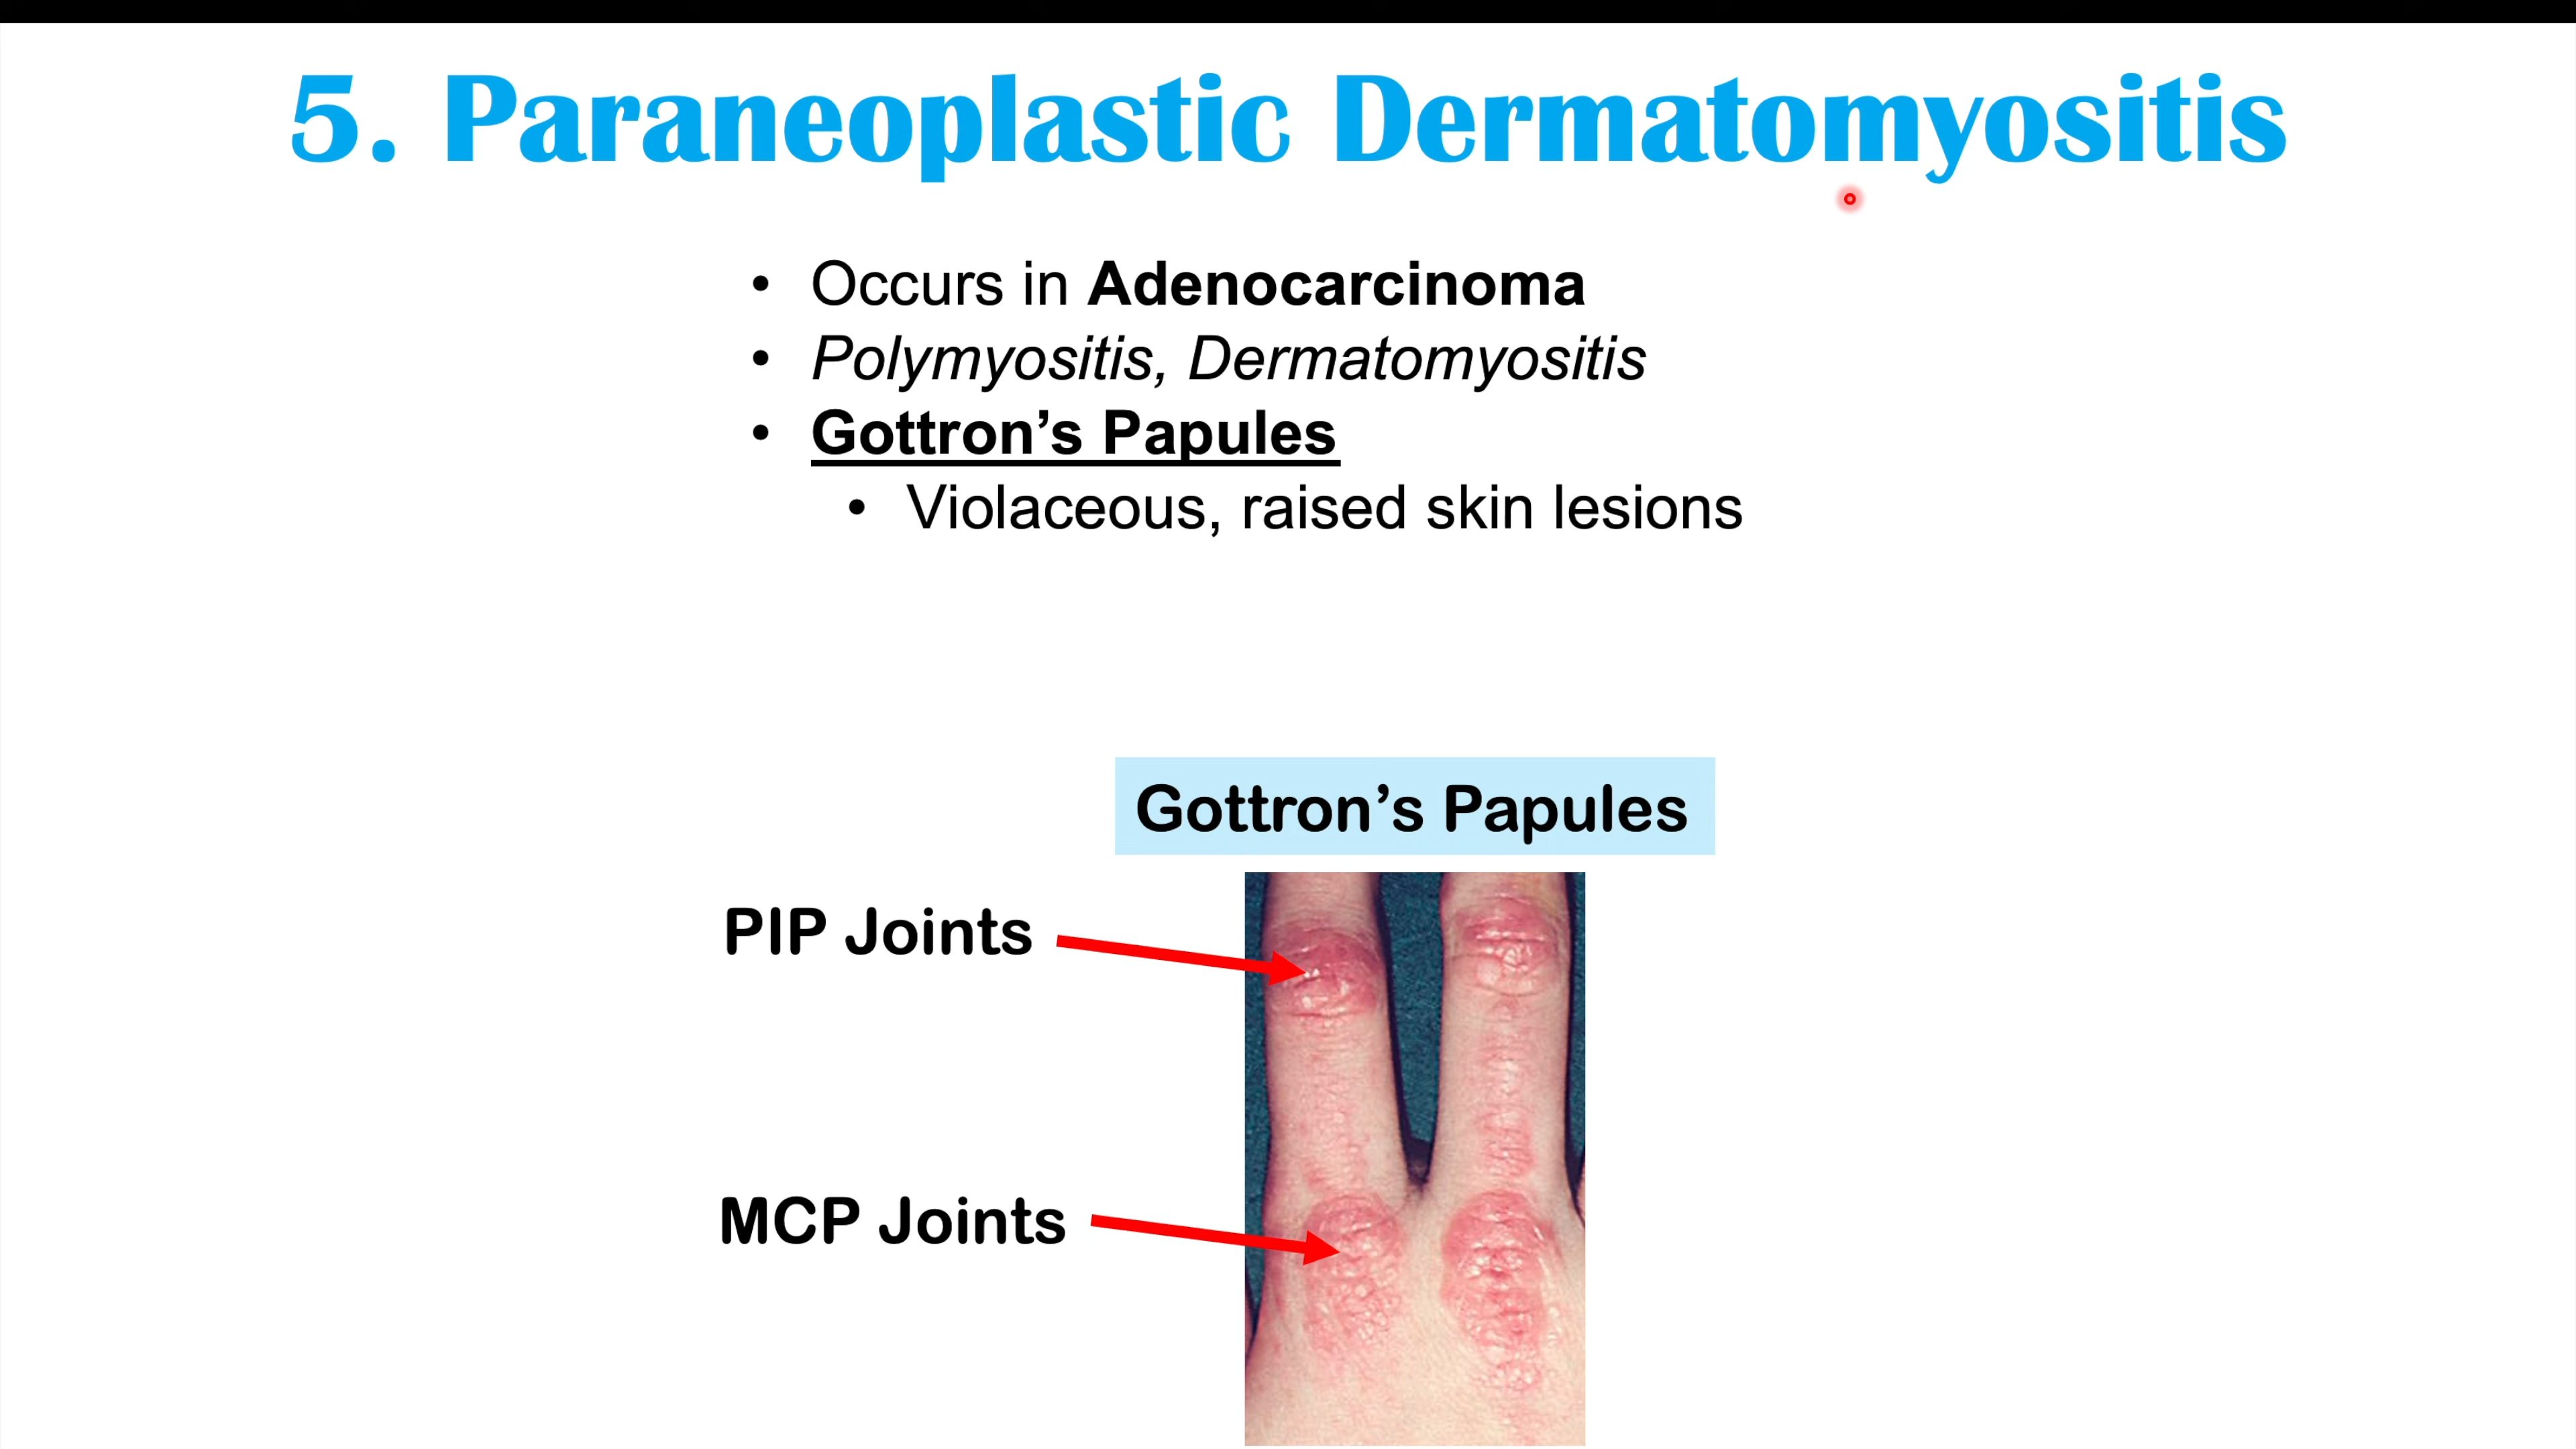 5. Paraneoplastic Dermatomyositis
• Occurs in Adenocarcinoma
• Polymyositis, Dermatomyositis
• Gottron’s Papules
• Violaceous, raised skin lesions
Gottron’s Papules
PIP Joints
MCP Joints